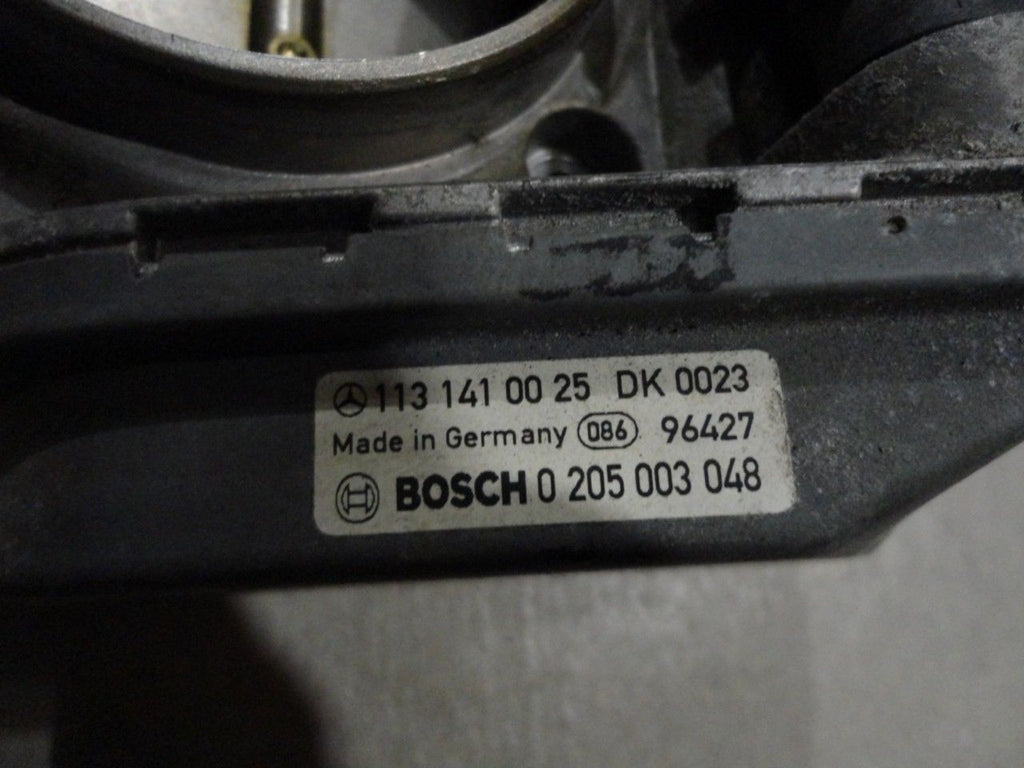 113 141 00 25 DK 0023
Made in Germany 086 96427
BOSCH 0 205 003 048